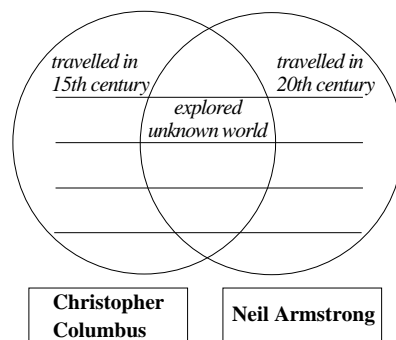 travelled in
15th century
travelled in
20th century
explored
unknown world
Christopher
Columbus
Neil Armstrong